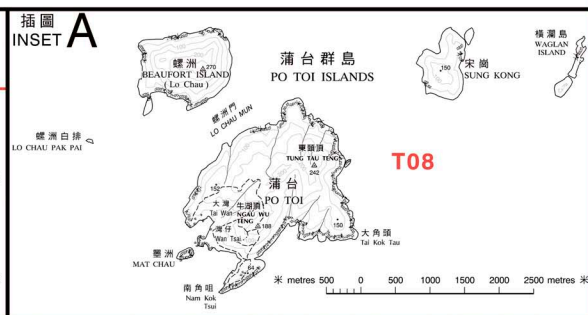 插圖
INSET A
螺洲
270
BEAUFORT ISLAND
(Lo Chau)
蒲台群島
PO TOI ISLANDS
宋崗
SUNG KONG
150
橫瀾島
WAGLAN
ISLAND
螺洲門
LO CHAU MUN
螺洲白排
LO CHAU PAK PAI
東頭頂
TUNG TAU TENG
242
T08
蒲台
PO TOI
152
大灣
Tai Wan
牛湖頂
NGAU WU
TENG
188
灣仔
Wan Tsai
150
大角頭
Tai Kok Tau
墨洲
MAT CHAU
64
南角咀
Nam Kok
Tsui
米 metres 500 0 500 1000 1500 2000 2500 metres 米